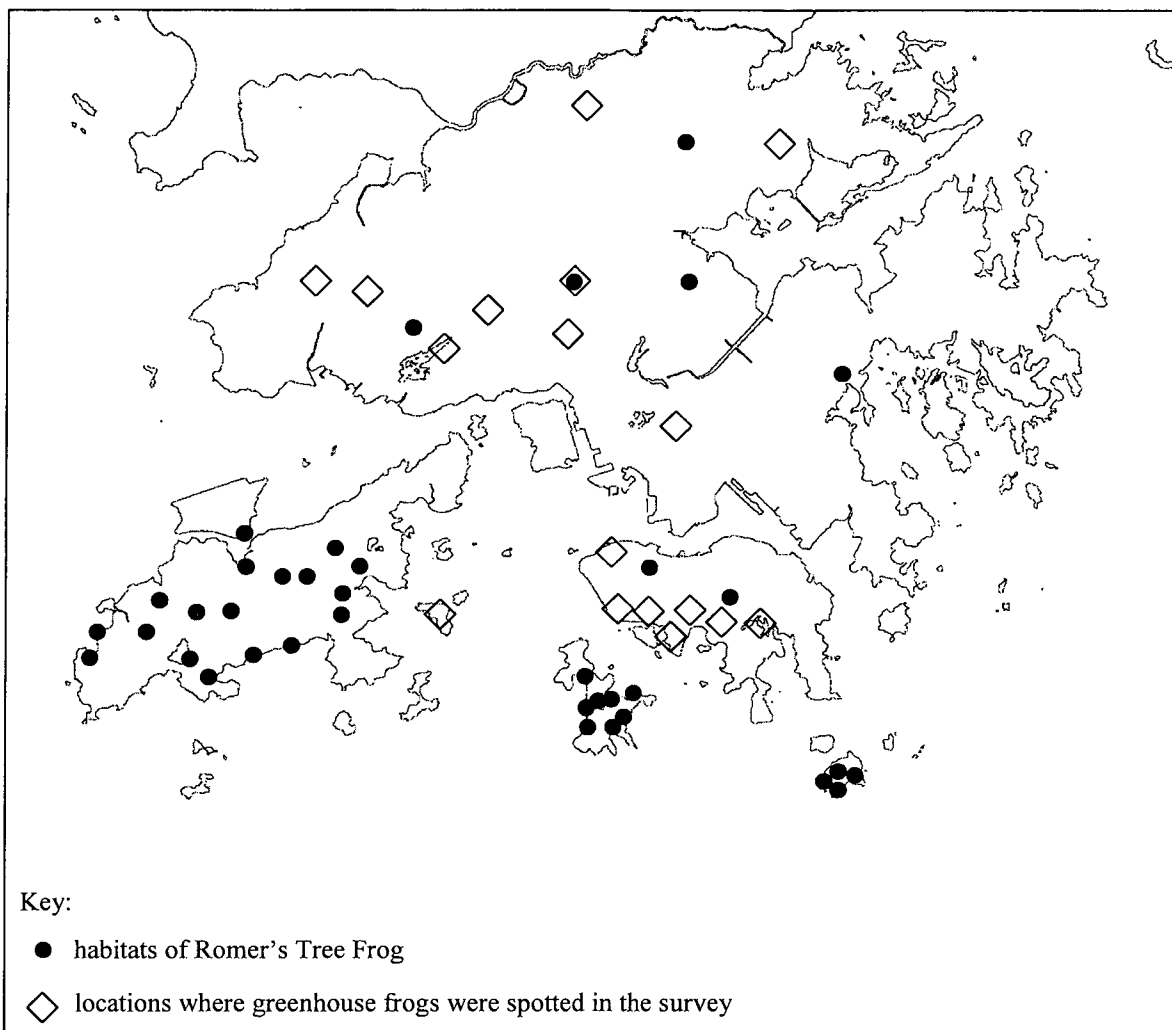 Key:
habitats of Romer's Tree Frog
locations where greenhouse frogs were spotted in the survey